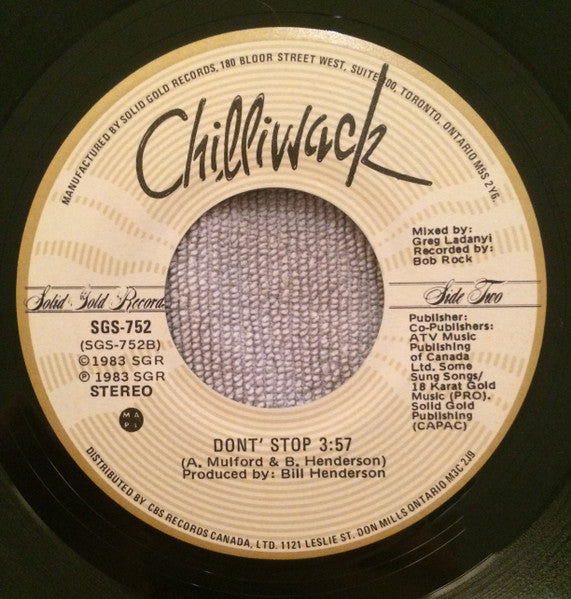 MANUFACTURED BY SOLID GOLD RECORDS, 180 BLOOR STREET WEST, SUITE 00, TORONTO, ONTARIO M5S 2Y6.
Chilliwack
Mixed by:
Greg Ladanyi
Recorded by:
Bob Rock
Solid Gold Records
Side Two
SGS-752
(SGS-752B)
©1983 SGR
℗ 1983 SGR
STEREO
MAPL
Publisher:
Co-Publishers:
ATV Music
Publishing
of Canada
Ltd. Some
Sung Songs/
18 Karat Gold
Music (PRO).
Solid Gold
Publishing
(CAPAC)
DONT' STOP 3:57
(A. Mulford & B. Henderson)
Produced by: Bill Henderson
DISTRIBUTED BY CBS RECORDS CANADA, LTD. 1121 LESLIE ST. DON MILLS ONTARIO M3C 2J9